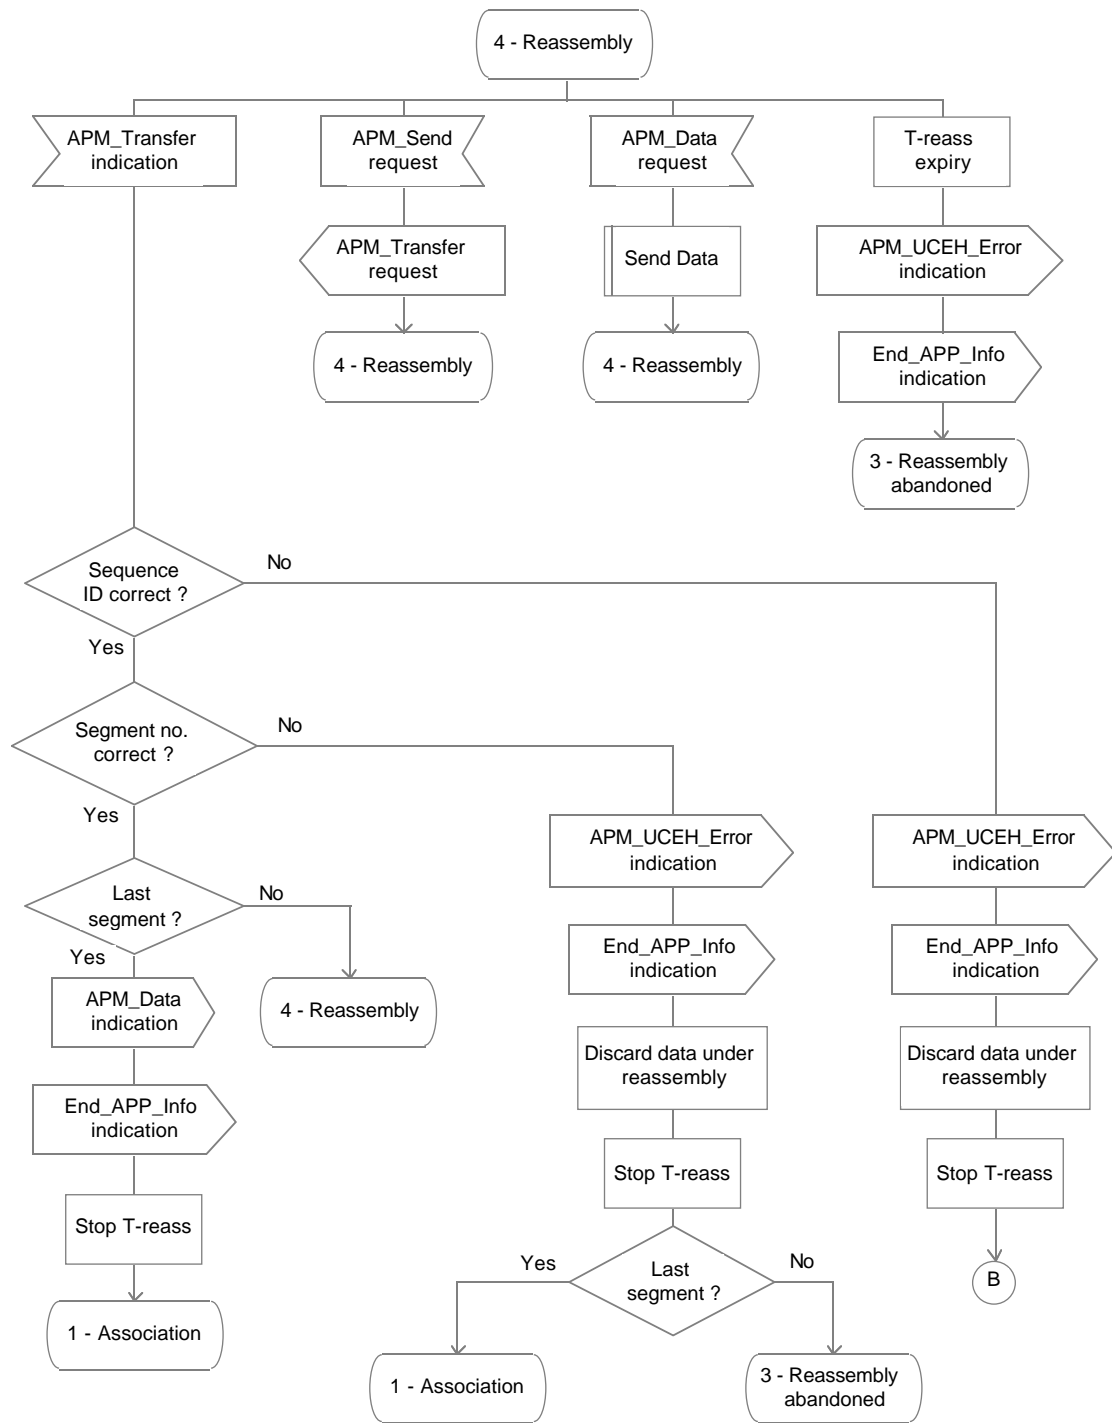 4 - Reassembly
APM_Transfer
indication
APM_Send
request
APM_Data
request
T-reass
expiry
APM_Transfer
request
Send Data
APM_UCEH_Error
indication
4 - Reassembly
4 - Reassembly
End_APP_Info
indication
3 - Reassembly
abandoned
Sequence
ID correct ?
No
Yes
Segment no.
correct ?
No
Yes
APM_UCEH_Error
indication
APM_UCEH_Error
indication
Last
segment ?
No
Yes
End_APP_Info
indication
End_APP_Info
indication
APM_Data
indication
4 - Reassembly
Discard data under
reassembly
Discard data under
reassembly
End_APP_Info
indication
Stop T-reass
Stop T-reass
Stop T-reass
Yes
Last
segment ?
No
B
1 - Association
1 - Association
3 - Reassembly
abandoned